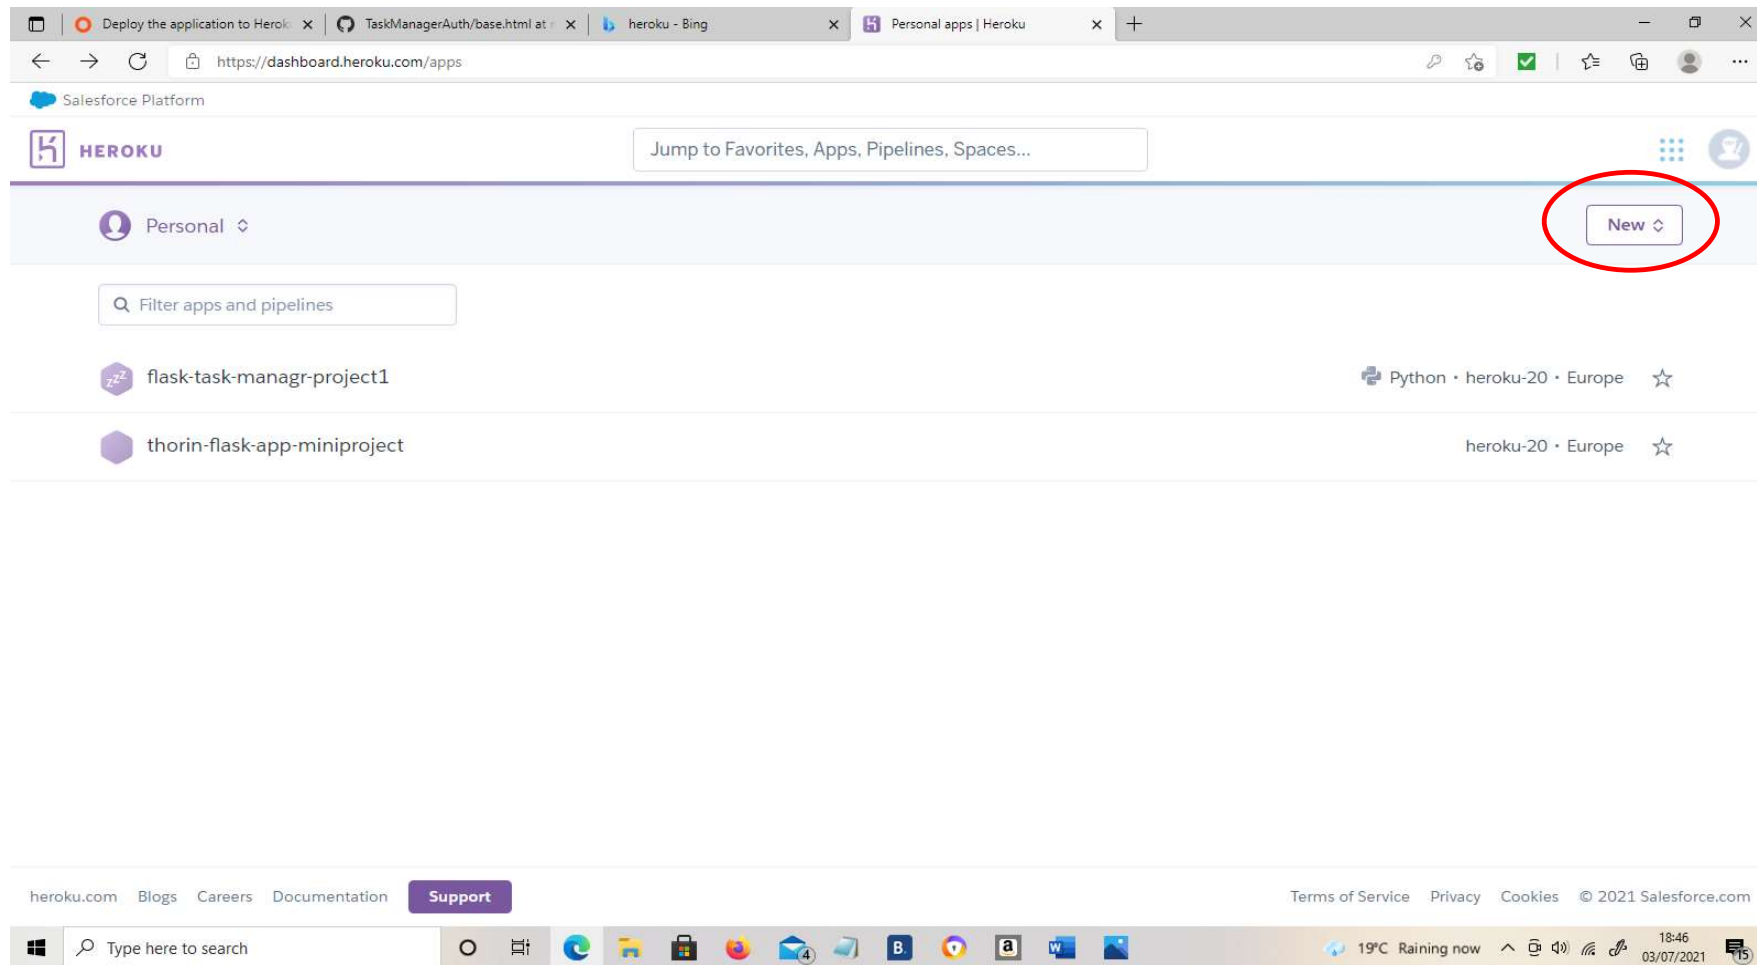 Deploy the application to Herok
TaskManagerAuth/base.html at
heroku - Bing
Personal apps | Heroku
https://dashboard.heroku.com/apps
Salesforce Platform
HEROKU
Jump to Favorites, Apps, Pipelines, Spaces...
Personal
New
Filter apps and pipelines
zzz
flask-task-managr-project1
Python • heroku-20 • Europe
thorin-flask-app-miniproject
heroku-20 • Europe
heroku.com Blogs Careers Documentation Support
Terms of Service Privacy Cookies © 2021 Salesforce.com
Type here to search
4
B.
a
W
19°C Raining now
18:46
03/07/2021
15